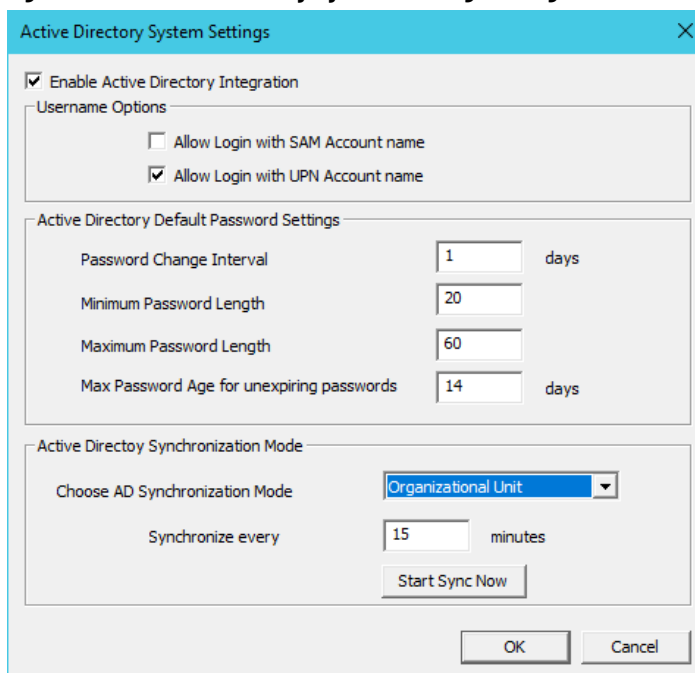 Active Directory System Settings
Enable Active Directory Integration
Username Options
Allow Login with SAM Account name
Allow Login with UPN Account name
Active Directory Default Password Settings
Password Change Interval 1 days
Minimum Password Length 20
Maximum Password Length 60
Max Password Age for unexpiring passwords 14 days
Active Directoy Synchronization Mode
Choose AD Synchronization Mode Organizational Unit
Synchronize every 15 minutes
Start Sync Now
OK Cancel